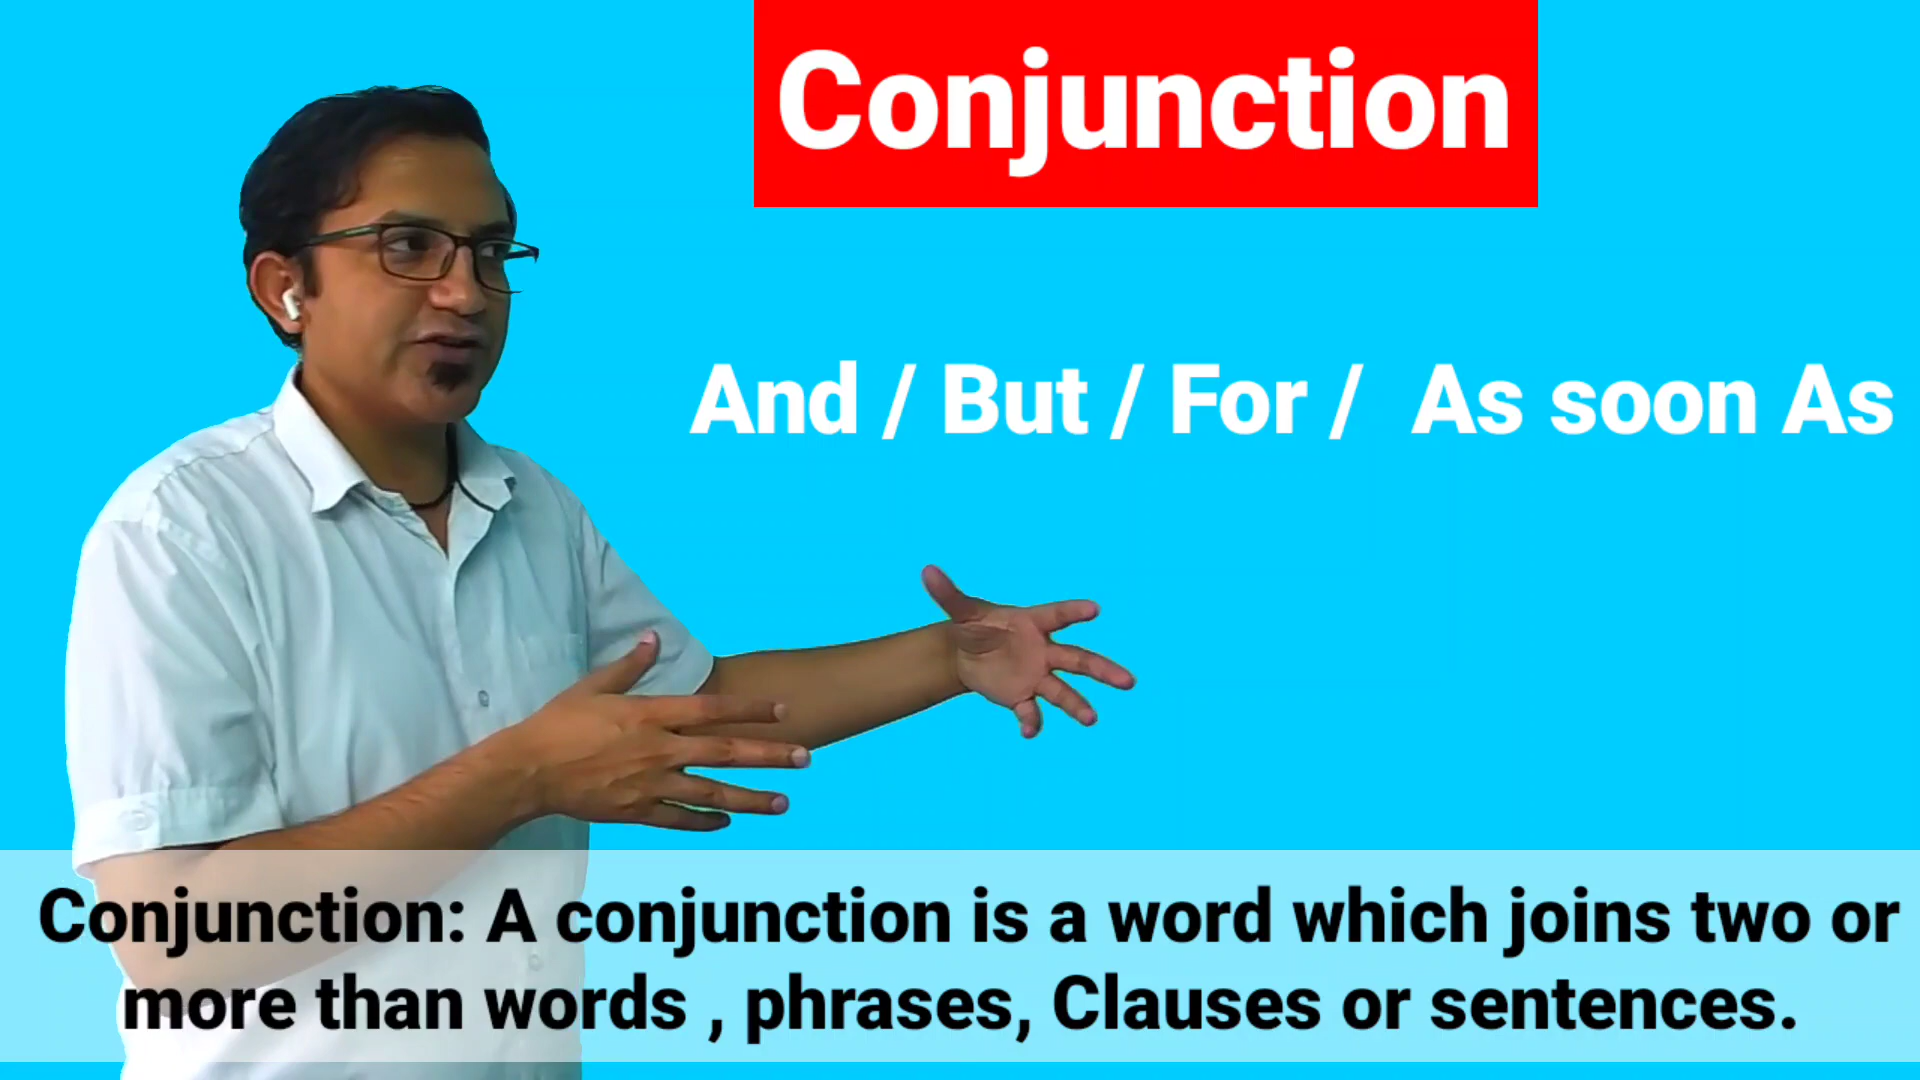 Conjunction
And / But / For / As soon As
Conjunction: A conjunction is a word which joins two or
more than words , phrases, Clauses or sentences.